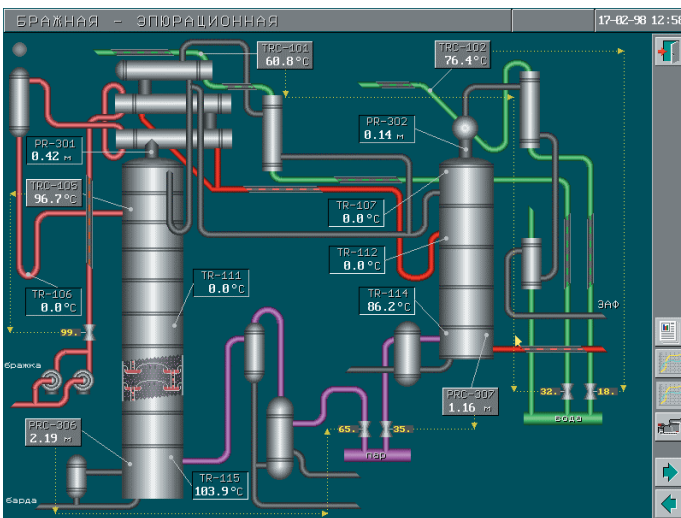 БРАЖНАЯ - ЭПЮРАЦИОННАЯ
17-02-98 12:58
TRC-101
60.8°C
TRC-102
76.4°C
PR-301
0.42 м
PR-302
0.14 м
TRC-105
96.7°C
TR-107
0.0°C
TR-112
0.0°C
TR-106
0.0°C
TR-111
0.0°C
TR-114
86.2°C
ЭАФ
99.
бражка
PRC-307
1.16 м
32.
18.
вода
PRC-306
2.19 м
65.
35.
пар
TR-115
103.9°C
барда